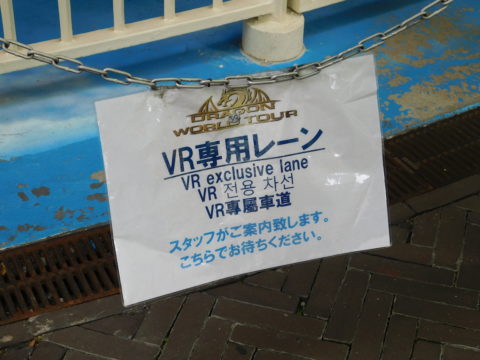 DRAGON
WORLD TOUR
VR専用レーン
VR exclusive lane
VR 전용 차선
VR專屬車道
スタッフがご案内致します。
こちらでお待ちください。